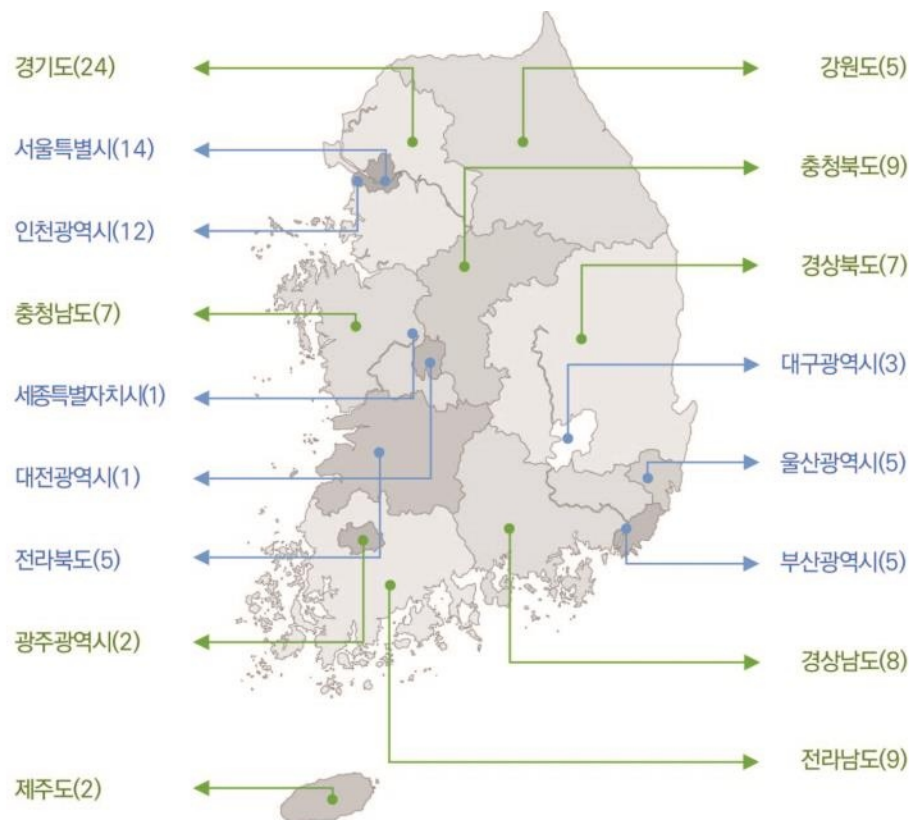 경기도(24)
서울특별시(14)
인천광역시(12)
충청남도(7)
세종특별자치시(1)
대전광역시(1)
전라북도(5)
광주광역시(2)
제주도(2)
강원도(5)
충청북도(9)
경상북도(7)
대구광역시(3)
울산광역시(5)
부산광역시(5)
경상남도(8)
전라남도(9)